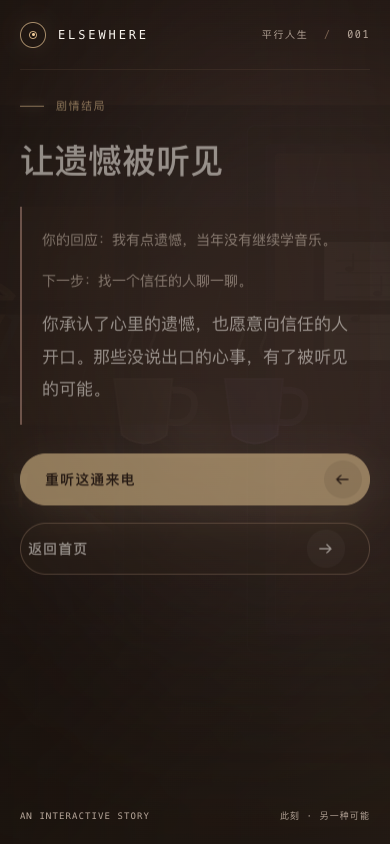 ELSEWHERE
平行人生 / 001
剧情结局
让遗憾被听见
你的回应：我有点遗憾，当年没有继续学音乐。
下一步：找一个信任的人聊一聊。
你承认了心里的遗憾，也愿意向信任的人
开口。那些没说出口的心事，有了被听见
的可能。
重听这通来电
返回首页
AN INTERACTIVE STORY
此刻 · 另一种可能